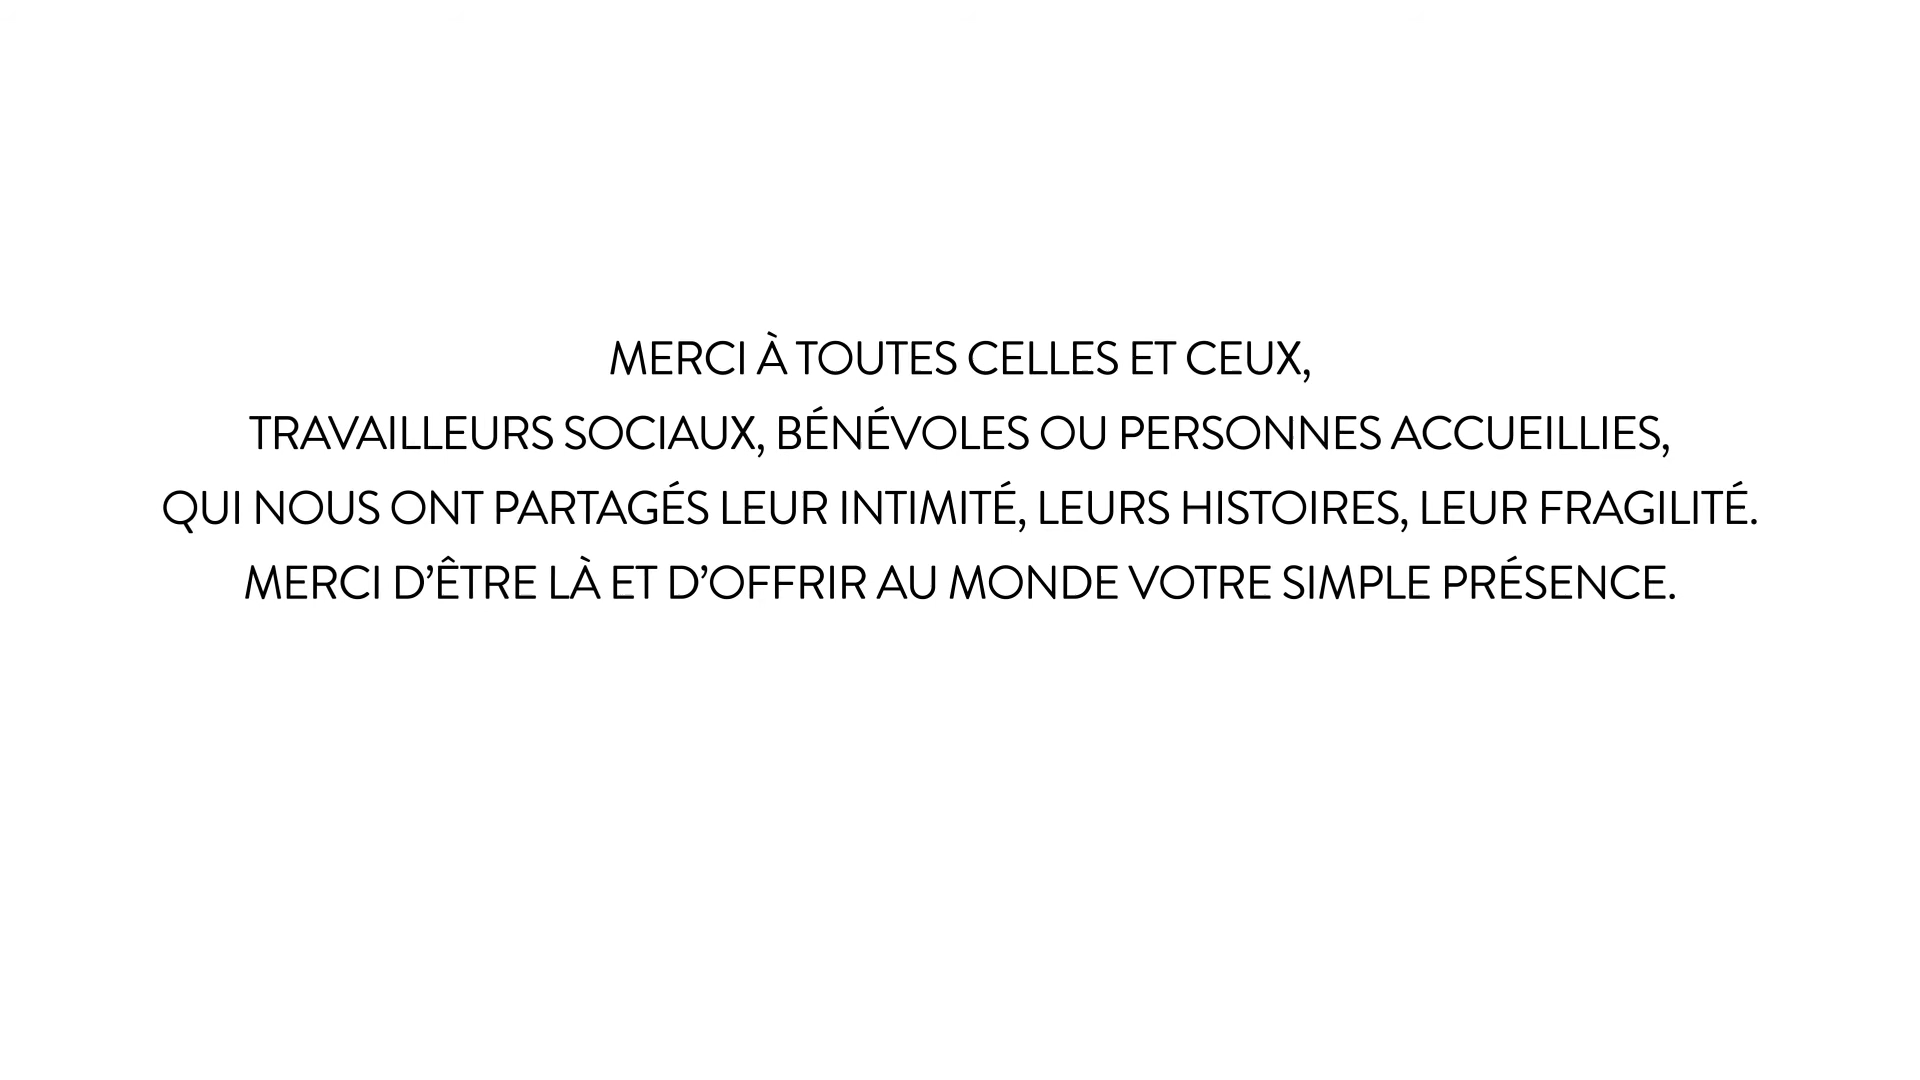 MERCI À TOUTES CELLES ET CEUX,
TRAVAILLEURS SOCIAUX, BÉNÉVOLES OU PERSONNES ACCUEILLIES,
QUI NOUS ONT PARTAGÉS LEUR INTIMITÉ, LEURS HISTOIRES, LEUR FRAGILITÉ.
MERCI D’ÊTRE LÀ ET D’OFFRIR AU MONDE VOTRE SIMPLE PRÉSENCE.